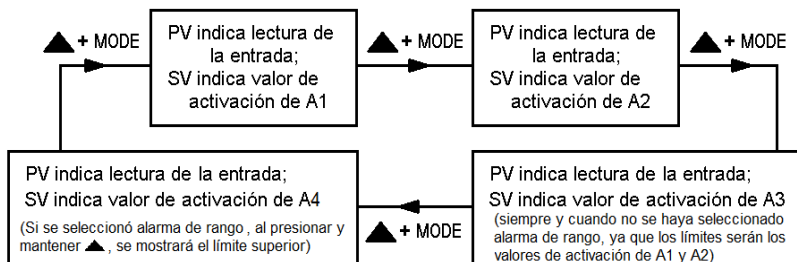 ▲ + MODE
PV indica lectura de
la entrada;
SV indica valor de
activación de A1
▲ + MODE
PV indica lectura de
la entrada;
SV indica valor de
activación de A2
▲ + MODE
PV indica lectura de la entrada;
SV indica valor de activación de A4
(Si se seleccionó alarma de rango , al presionar y
mantener ▲ , se mostrará el límite superior)
▲ + MODE
PV indica lectura de la entrada;
SV indica valor de activación de A3
(siempre y cuando no se haya seleccionado
alarma de rango, ya que los límites serán los
valores de activación de A1 y A2)